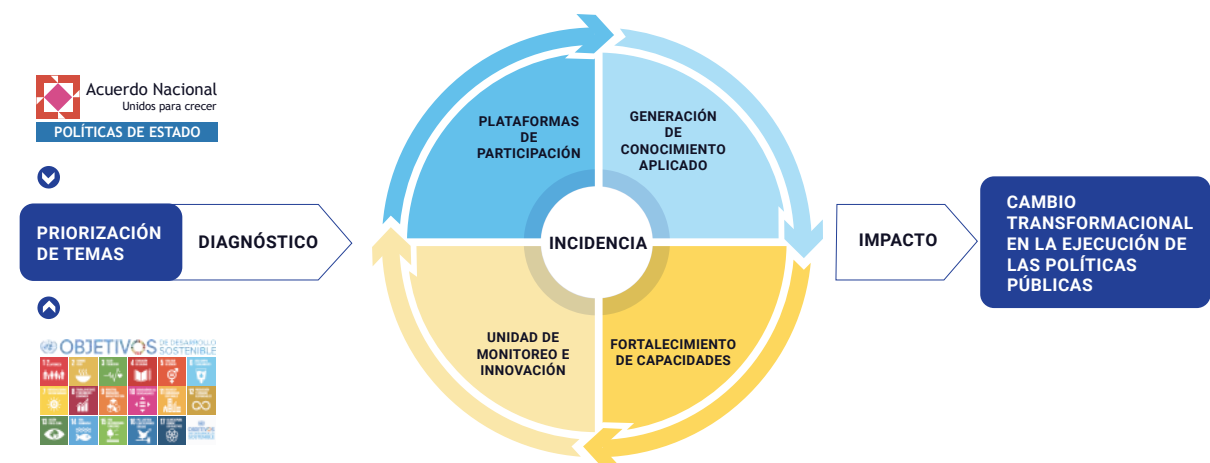 Acuerdo Nacional
Unidos para crecer
POLÍTICAS DE ESTADO
PRIORIZACIÓN
DE TEMAS
DIAGNÓSTICO
OBJETIVOS
DE DESARROLLO
SOSTENIBLE
PLATAFORMAS
DE
PARTICIPACIÓN
GENERACIÓN
DE
CONOCIMIENTO
APLICADO
INCIDENCIA
UNIDAD DE
MONITOREO E
INNOVACIÓN
FORTALECIMIENTO
DE CAPACIDADES
IMPACTO
CAMBIO
TRANSFORMACIONAL
EN LA EJECUCIÓN DE
LAS POLÍTICAS
PÚBLICAS